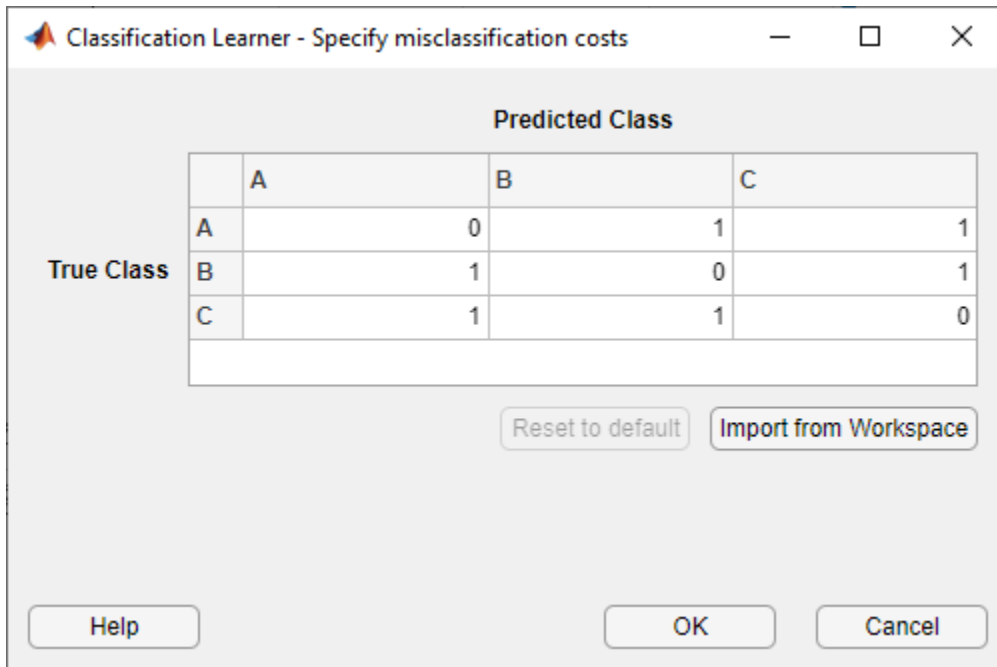 Classification Learner - Specify misclassification costs
Predicted Class
A B C
A 0 1 1
True Class B 1 0 1
C 1 1 0
Reset to default Import from Workspace
Help OK Cancel